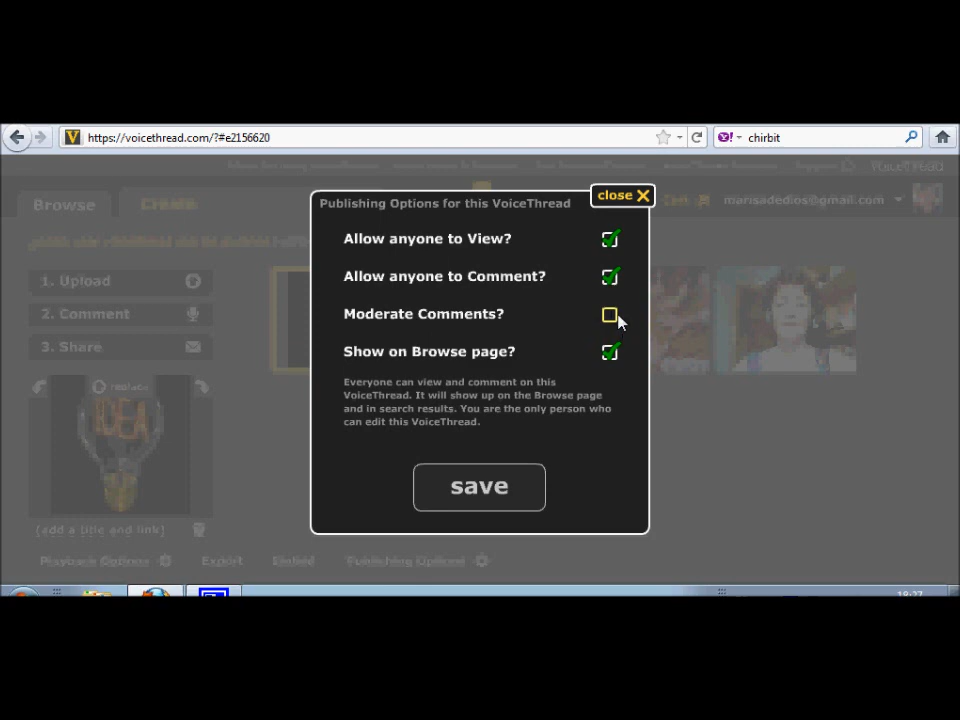 https://voicethread.com/?#e2156620
chirbit
Browse
Create
marisadedios@gmail.com
close X
Publishing Options for this VoiceThread
Allow anyone to View?
Allow anyone to Comment?
Moderate Comments?
Show on Browse page?
Everyone can view and comment on this
VoiceThread. It will show up on the Browse page
and in search results. You are the only person who
can edit this VoiceThread.
save
1. Upload
2. Comment
3. Share
replace
IDEA
[add a title and link]
Playback Options
Export
Publishing Options
18:27